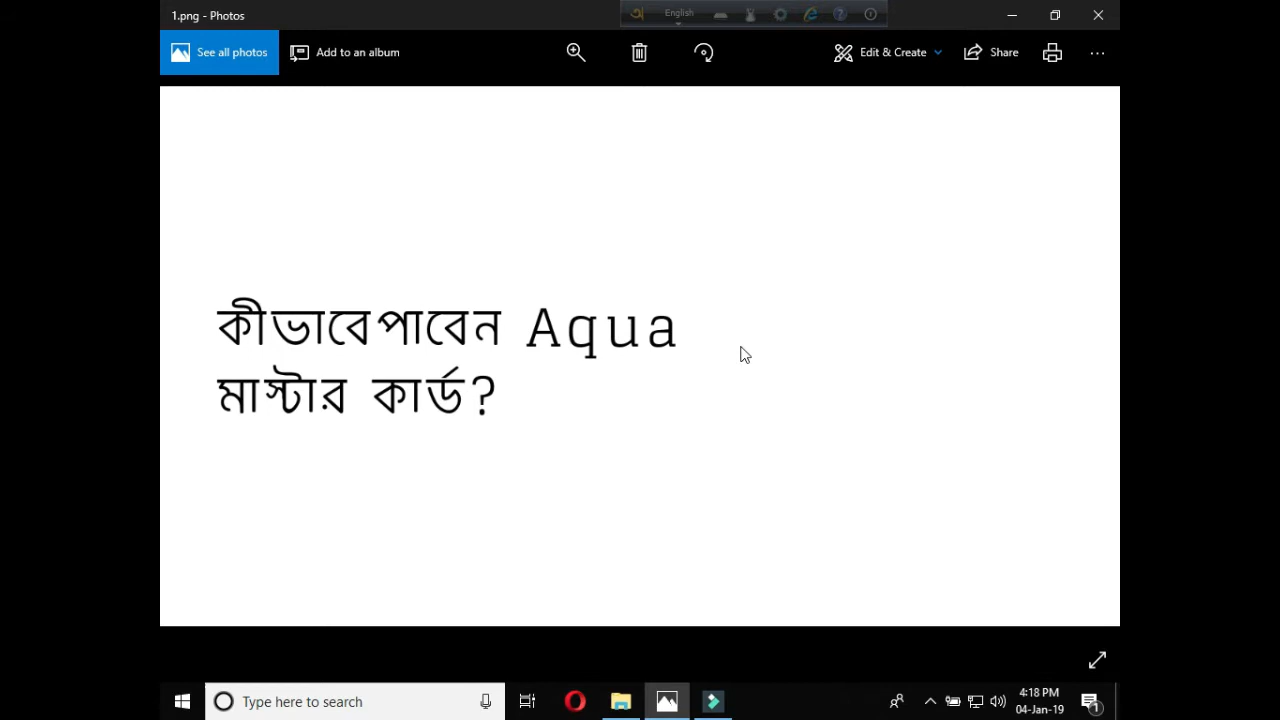 1.png - Photos
অ English
See all photos
Add to an album
Edit & Create
Share
কীভাবেপাবেন Aqua
মাস্টার কার্ড?
Type here to search
4:18 PM
04-Jan-19
1